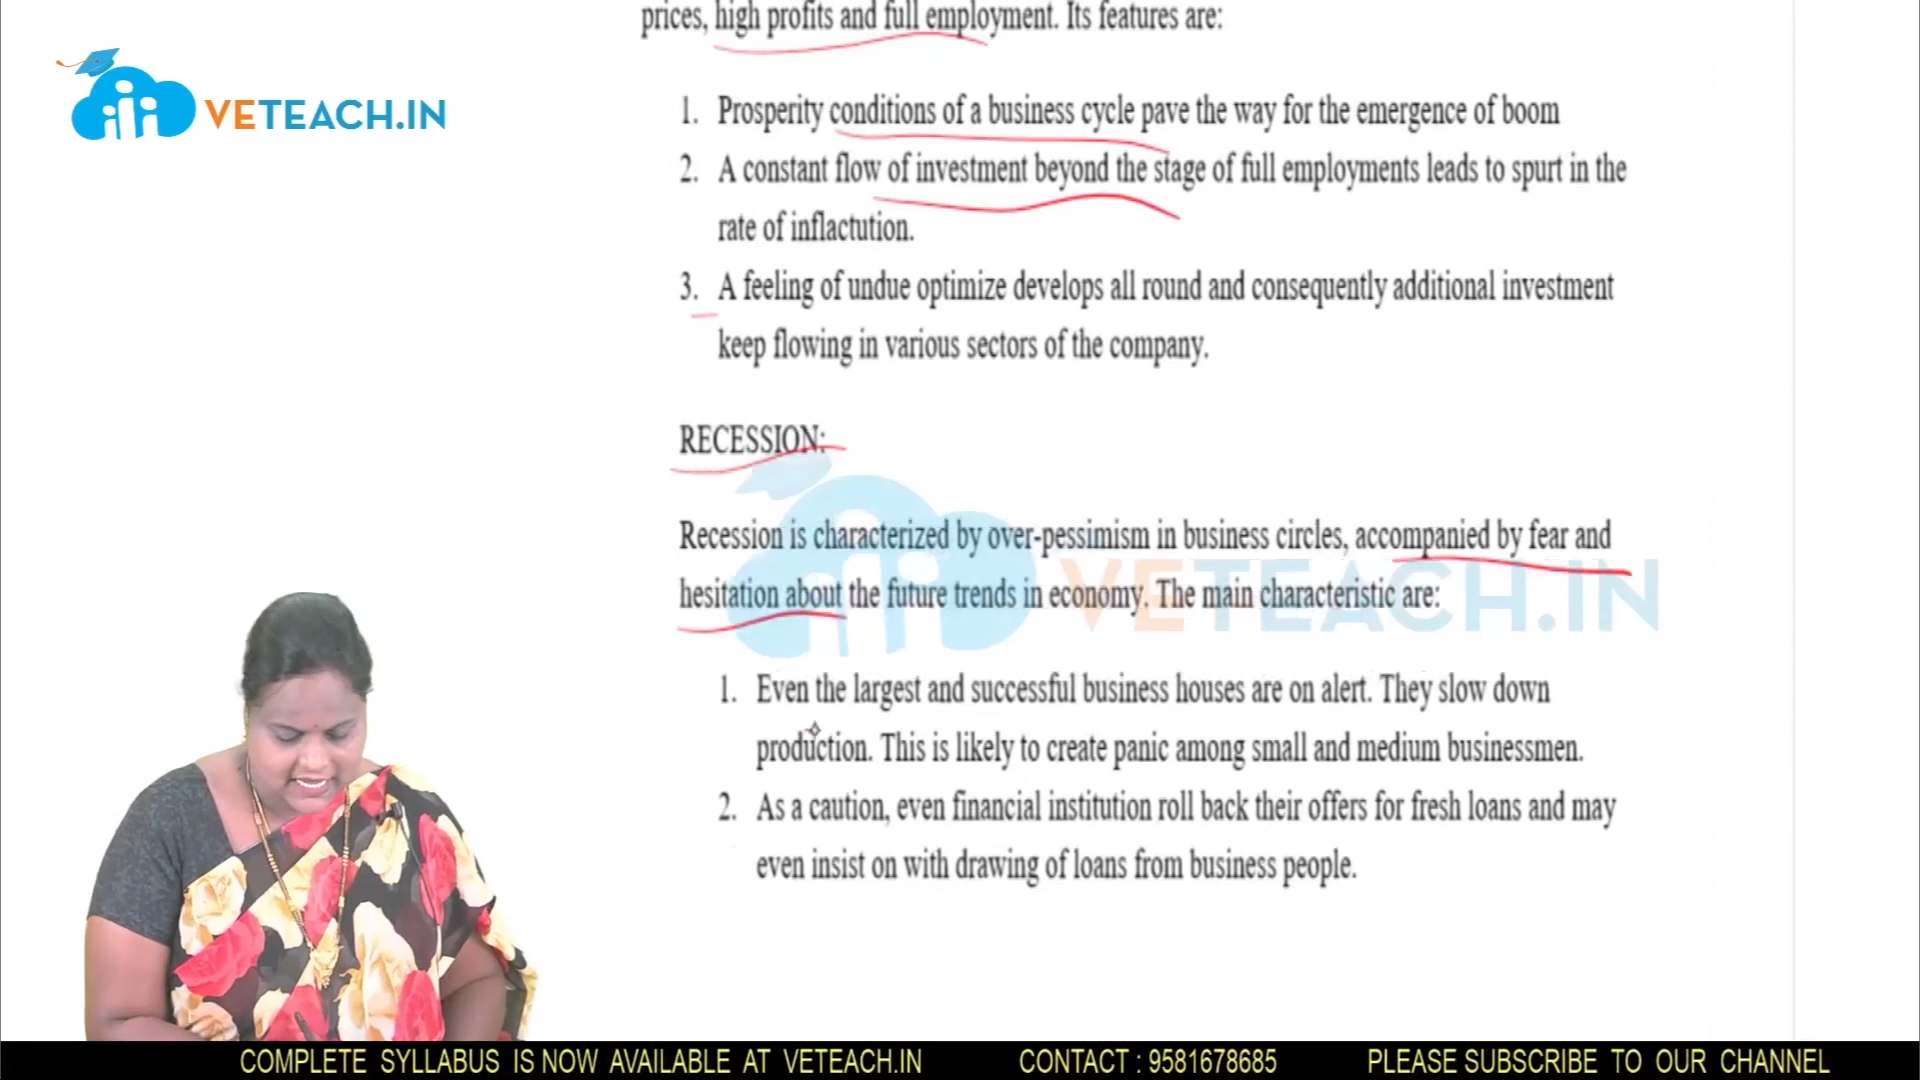 prices, high profits and full employment. Its features are:
VETEACH.IN
1. Prosperity conditions of a business cycle pave the way for the emergence of boom
2. A constant flow of investment beyond the stage of full employments leads to spurt in the
rate of inflactution.
3. A feeling of undue optimize develops all round and consequently additional investment
keep flowing in various sectors of the company.
RECESSION:
Recession is characterized by over-pessimism in business circles, accompanied by fear and
hesitation about the future trends in economy. The main characteristic are:
VETEACH.IN
1. Even the largest and successful business houses are on alert. They slow down
production. This is likely to create panic among small and medium businessmen.
2. As a caution, even financial institution roll back their offers for fresh loans and may
even insist on with drawing of loans from business people.
COMPLETE SYLLABUS IS NOW AVAILABLE AT VETEACH.IN CONTACT : 9581678685 PLEASE SUBSCRIBE TO OUR CHANNEL